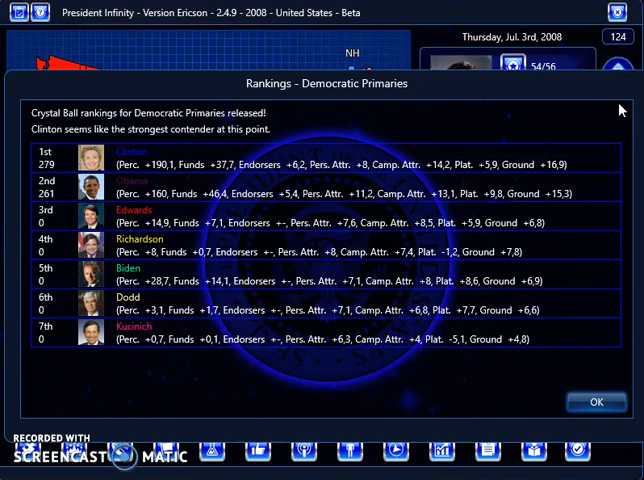 President Infinity - Version Ericson - 2.4.9 - 2008 - United States - Beta
Thursday, Jul. 3rd, 2008
124
NH
54/56
Rankings - Democratic Primaries
Crystal Ball rankings for Democratic Primaries released!
Clinton seems like the strongest contender at this point.
1st
Clinton
279
(Perc. +190,1, Funds +37,7, Endorsers +6,2, Pers. Attr. +8, Camp. Attr. +14,2, Plat. +5,9, Ground +16,9)
2nd
Obama
261
(Perc. +160, Funds +46,4, Endorsers +5,4, Pers. Attr. +11,2, Camp. Attr. +13,1, Plat. +9,8, Ground +15,3)
3rd
Edwards
0
(Perc. +14,9, Funds +7,1, Endorsers +-, Pers. Attr. +7,6, Camp. Attr. +8,5, Plat. +5,9, Ground +6,8)
4th
Richardson
0
(Perc. +8, Funds +0,7, Endorsers +-, Pers. Attr. +8, Camp. Attr. +7,4, Plat. -1,2, Ground +7,8)
5th
Biden
0
(Perc. +28,7, Funds +14,1, Endorsers +-, Pers. Attr. +7,1, Camp. Attr. +8, Plat. +8,6, Ground +6,9)
6th
Dodd
0
(Perc. +3,1, Funds +1,7, Endorsers +-, Pers. Attr. +7,1, Camp. Attr. +6,8, Plat. +7,7, Ground +6,6)
7th
Kucinich
0
(Perc. +0,7, Funds +0,1, Endorsers +-, Pers. Attr. +6,3, Camp. Attr. +4, Plat. -5,1, Ground +4,8)
OK
RECORDED WITH
SCREENCAST MATIC